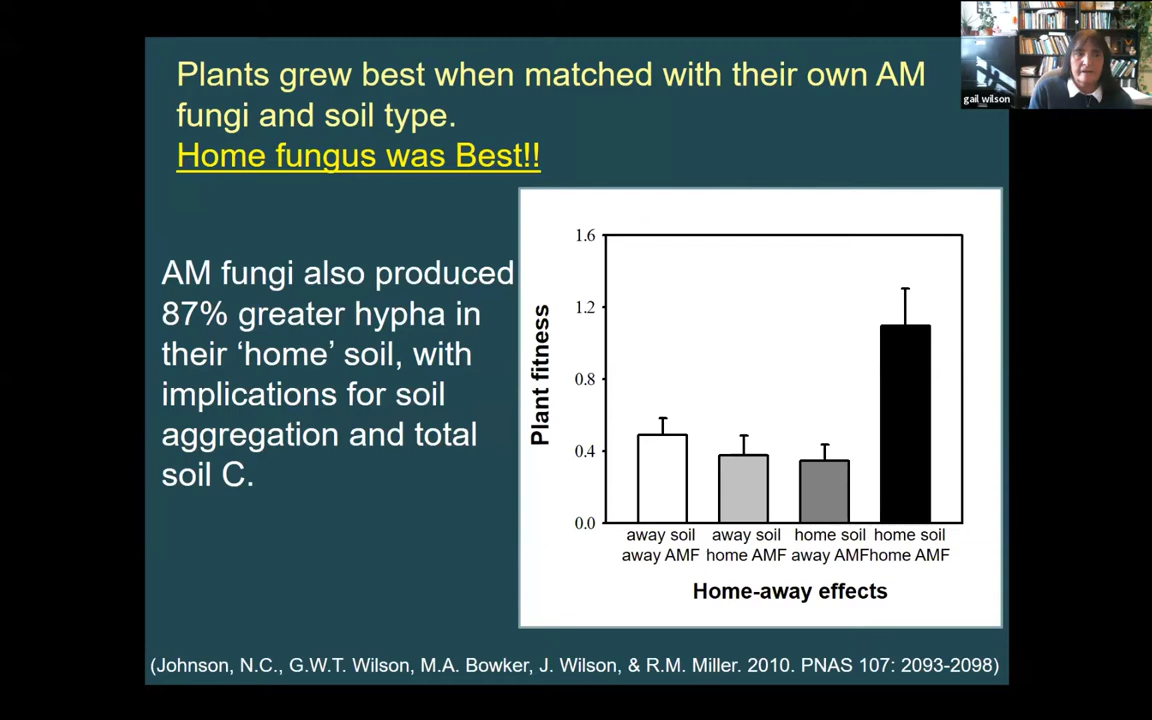 Plants grew best when matched with their own AM
fungi and soil type.
Home fungus was Best!!
gail wilson
AM fungi also produced
87% greater hypha in
their ‘home’ soil, with
implications for soil
aggregation and total
soil C.
Plant fitness
1.6
1.2
0.8
0.4
0.0
away soil away soil home soil home soil
away AMF home AMF away AMF home AMF
Home-away effects
(Johnson, N.C., G.W.T. Wilson, M.A. Bowker, J. Wilson, & R.M. Miller. 2010. PNAS 107: 2093-2098)